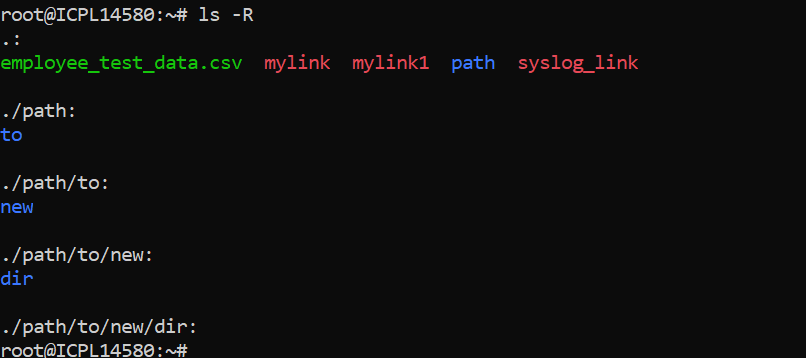 root@ICPL14580:~# ls -R
.:
employee_test_data.csv  mylink  mylink1  path  syslog_link
./path:
to
./path/to:
new
./path/to/new:
dir
./path/to/new/dir:
root@ICPL14580:~#